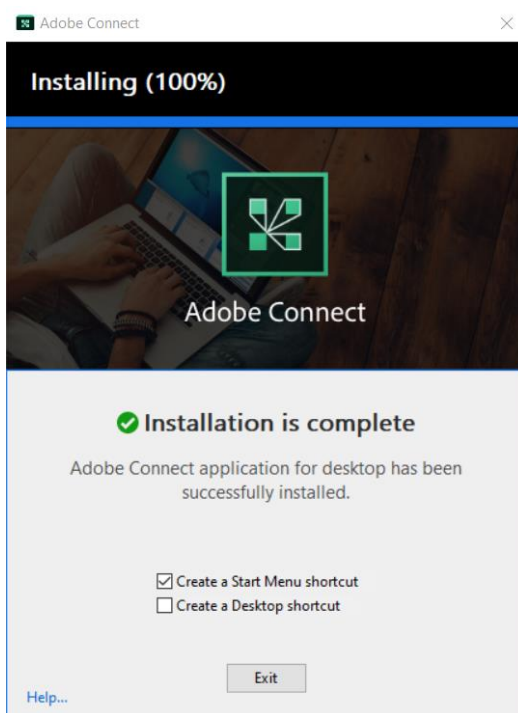 Adobe Connect
Installing (100%)
Adobe Connect
Installation is complete
Adobe Connect application for desktop has been
successfully installed.
Create a Start Menu shortcut
Create a Desktop shortcut
Exit
Help...